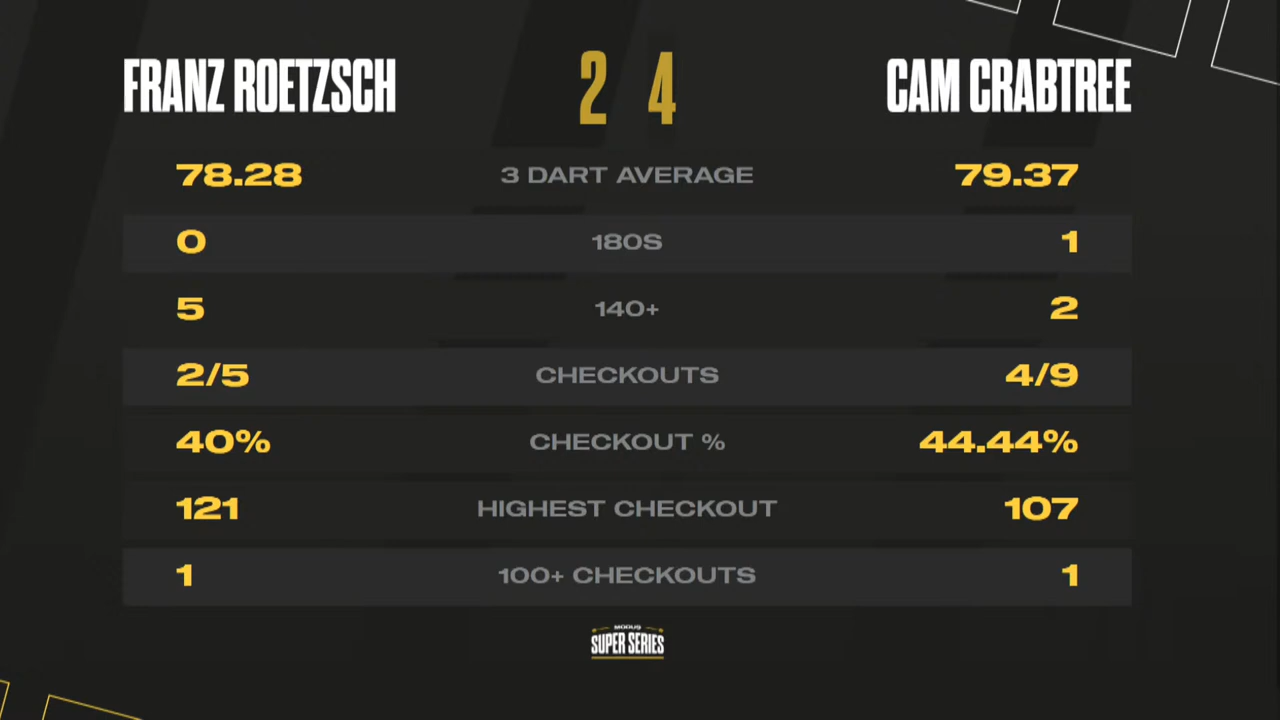 FRANZ ROETZSCH 2 4 CAM CRABTREE
78.28 3 DART AVERAGE 79.37
0 180S 1
5 140+ 2
2/5 CHECKOUTS 4/9
40% CHECKOUT % 44.44%
121 HIGHEST CHECKOUT 107
1 100+ CHECKOUTS 1
MODUS
SUPER SERIES